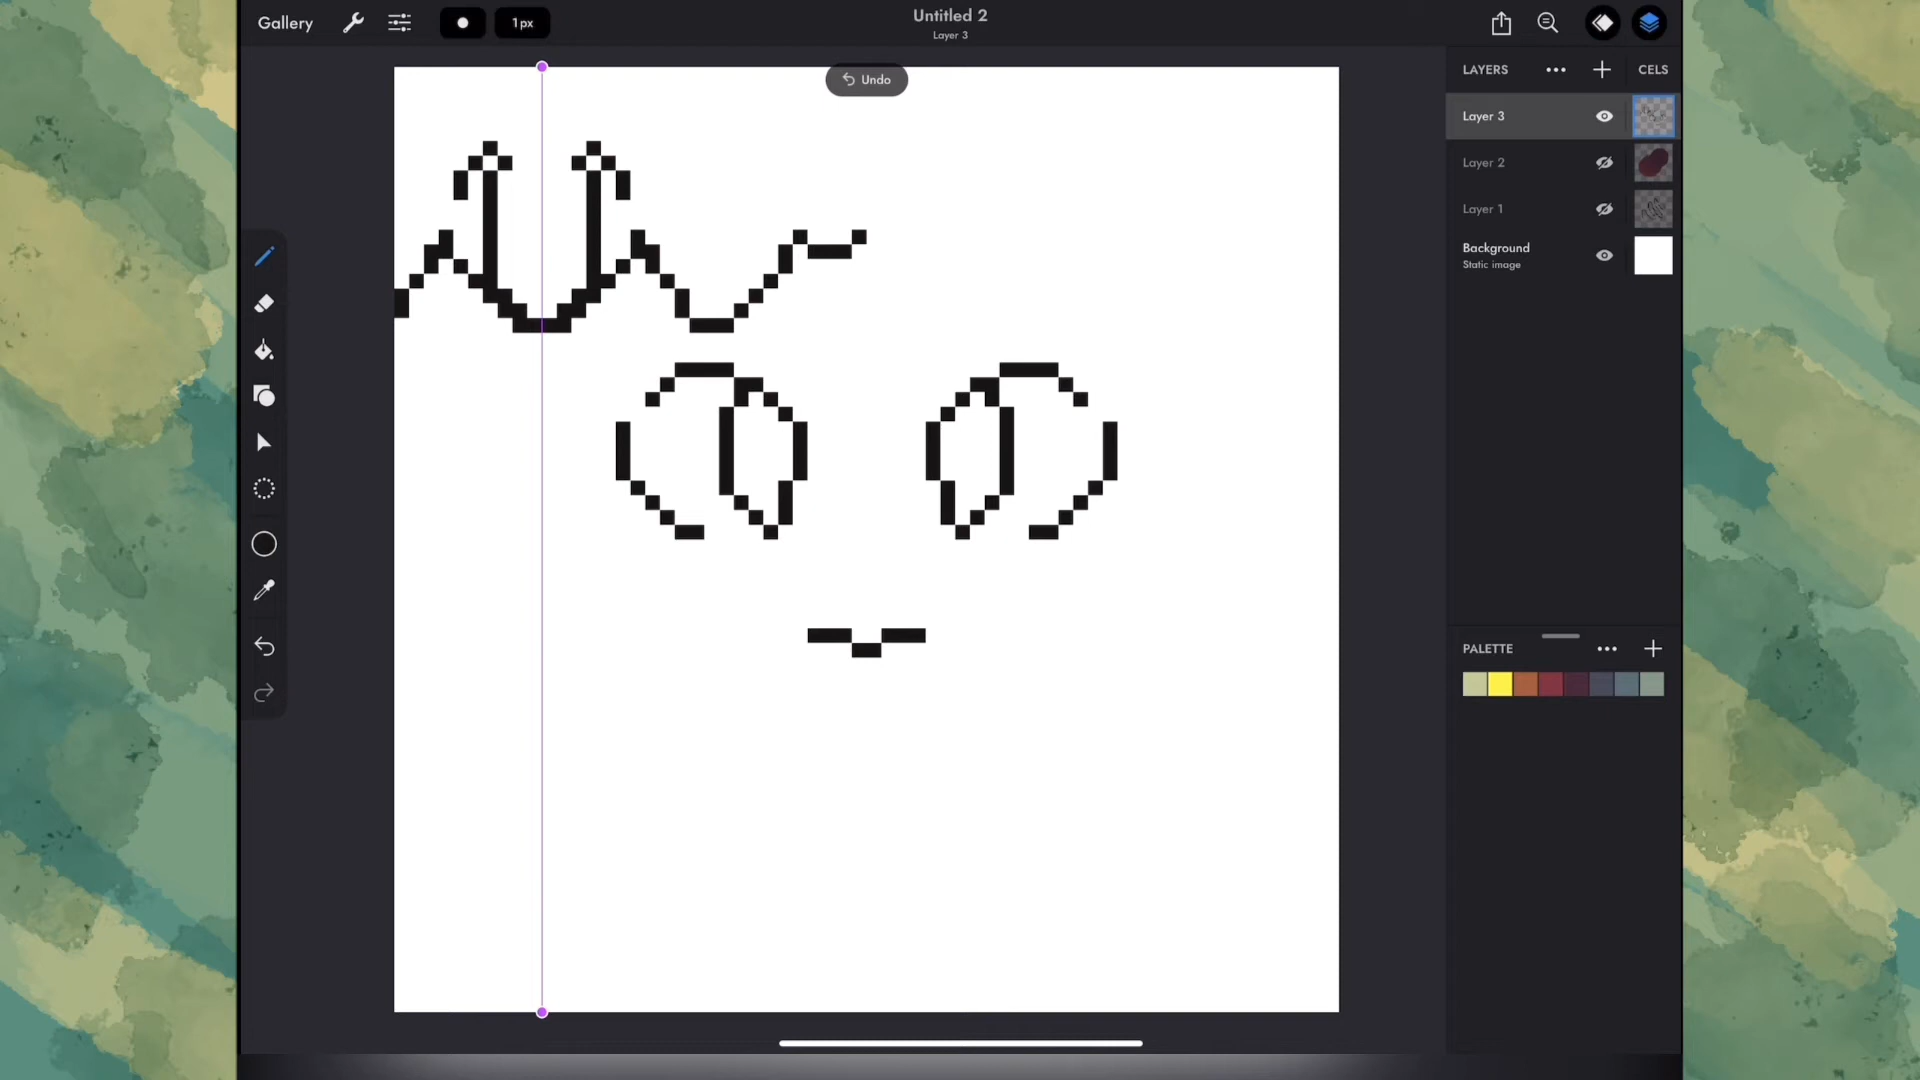 Gallery
1px
Untitled 2
Layer 3
Undo
LAYERS
CELS
Layer 3
Layer 2
Layer 1
Background
Static image
PALETTE